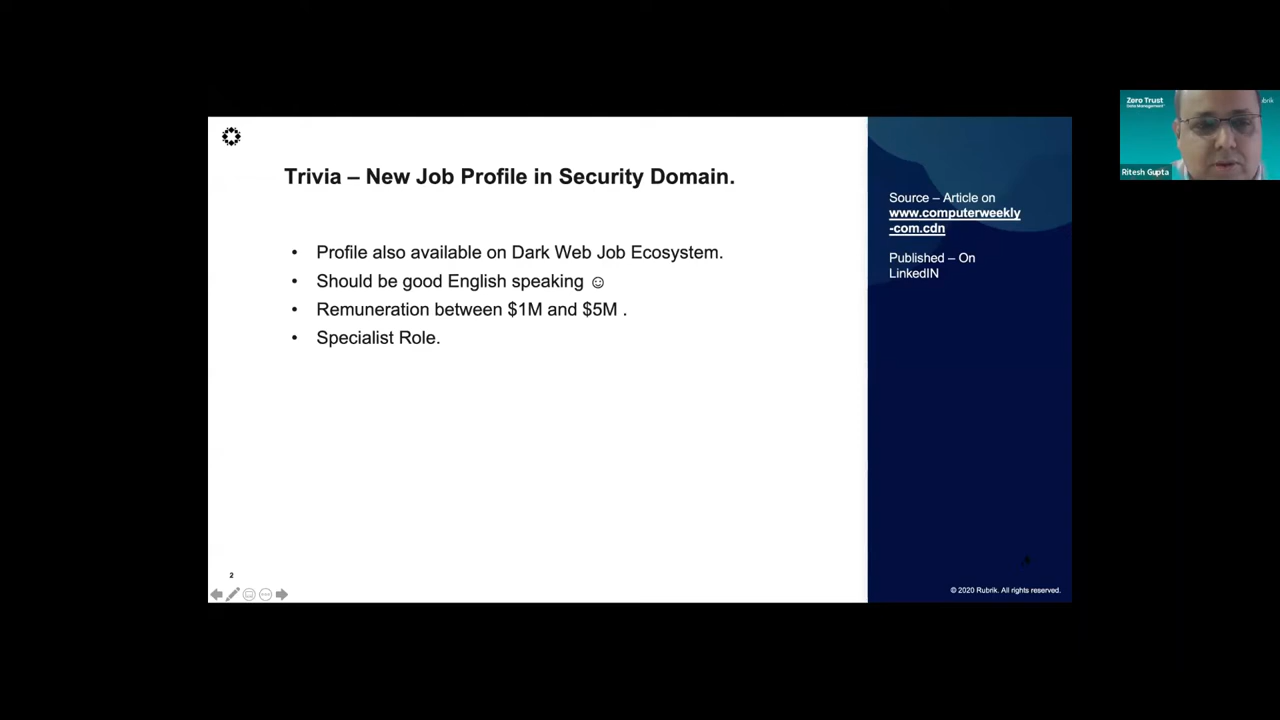 Trivia – New Job Profile in Security Domain.
• Profile also available on Dark Web Job Ecosystem.
• Should be good English speaking ☺
• Remuneration between $1M and $5M .
• Specialist Role.
2
Source – Article on
www.computerweekly
-com.cdn
Published – On
LinkedIN
© 2020 Rubrik. All rights reserved.
Zero Trust
Data Management™
Ritesh Gupta